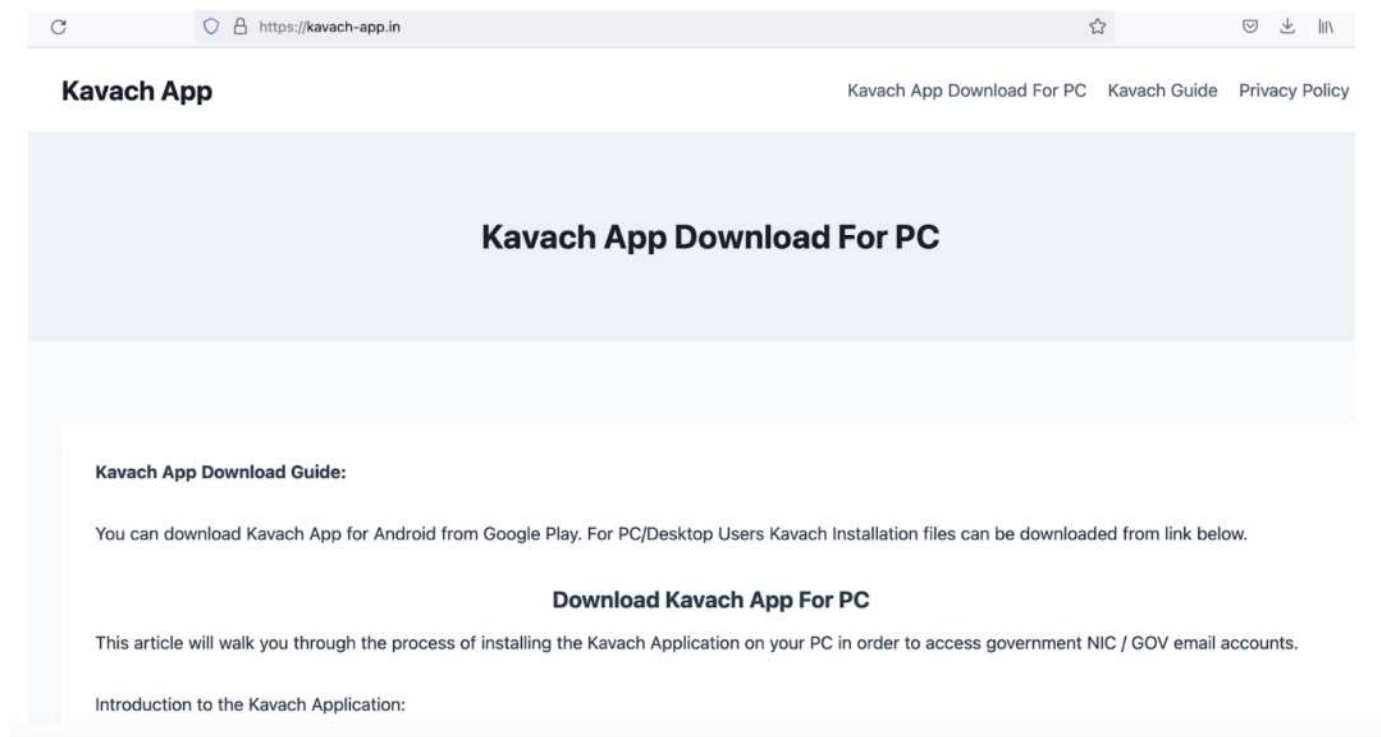 https://kavach-app.in
Kavach App
Kavach App Download For PC Kavach Guide Privacy Policy
Kavach App Download For PC
Kavach App Download Guide:
You can download Kavach App for Android from Google Play. For PC/Desktop Users Kavach Installation files can be downloaded from link below.
Download Kavach App For PC
This article will walk you through the process of installing the Kavach Application on your PC in order to access government NIC / GOV email accounts.
Introduction to the Kavach Application: